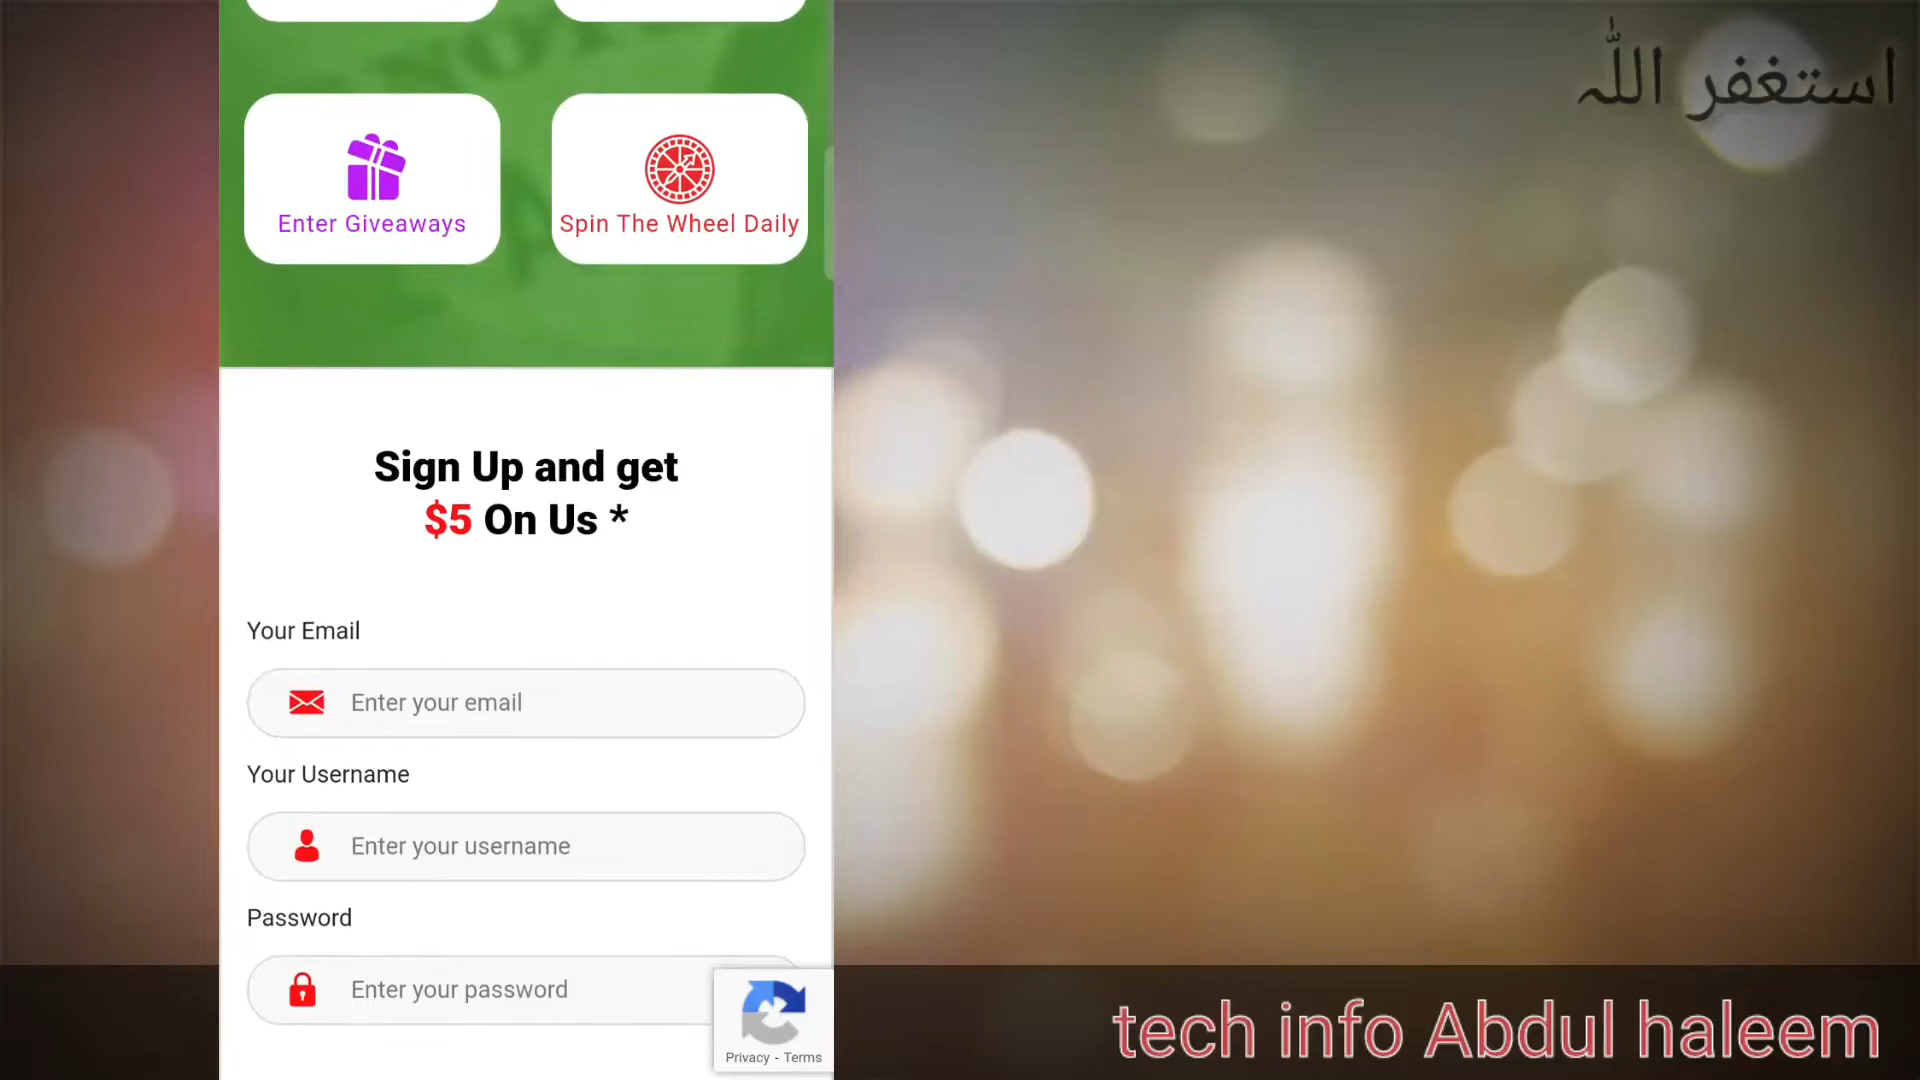 استغفر اللہ
Enter Giveaways
Spin The Wheel Daily
Sign Up and get
$5 On Us *
Your Email
Enter your email
Your Username
Enter your username
Password
Enter your password
Privacy - Terms
tech info Abdul haleem